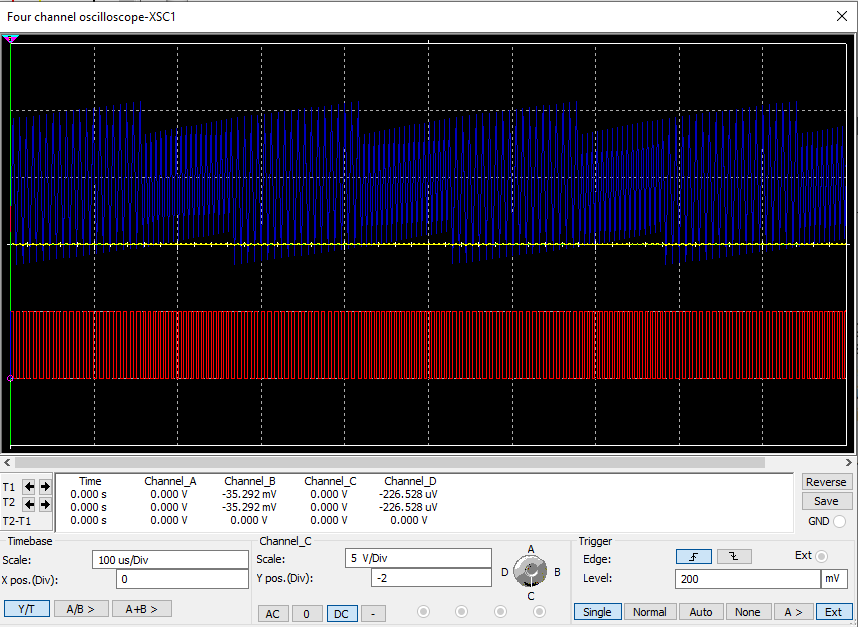 Four channel oscilloscope-XSC1
Time Channel_A Channel_B Channel_C Channel_D
T1 0.000 s 0.000 V -35.292 mV 0.000 V -226.528 uV
T2 0.000 s 0.000 V -35.292 mV 0.000 V -226.528 uV
T2-T1 0.000 s 0.000 V 0.000 V 0.000 V 0.000 V
Reverse
Save
GND
Timebase
Scale: 100 us/Div
X pos.(Div): 0
Y/T A/B > A+B >
Channel_C
Scale: 5 V/Div
Y pos.(Div): -2
AC 0 DC -
A
D B
C
Trigger
Edge: Ext
Level: 200 mV
Single Normal Auto None A > Ext